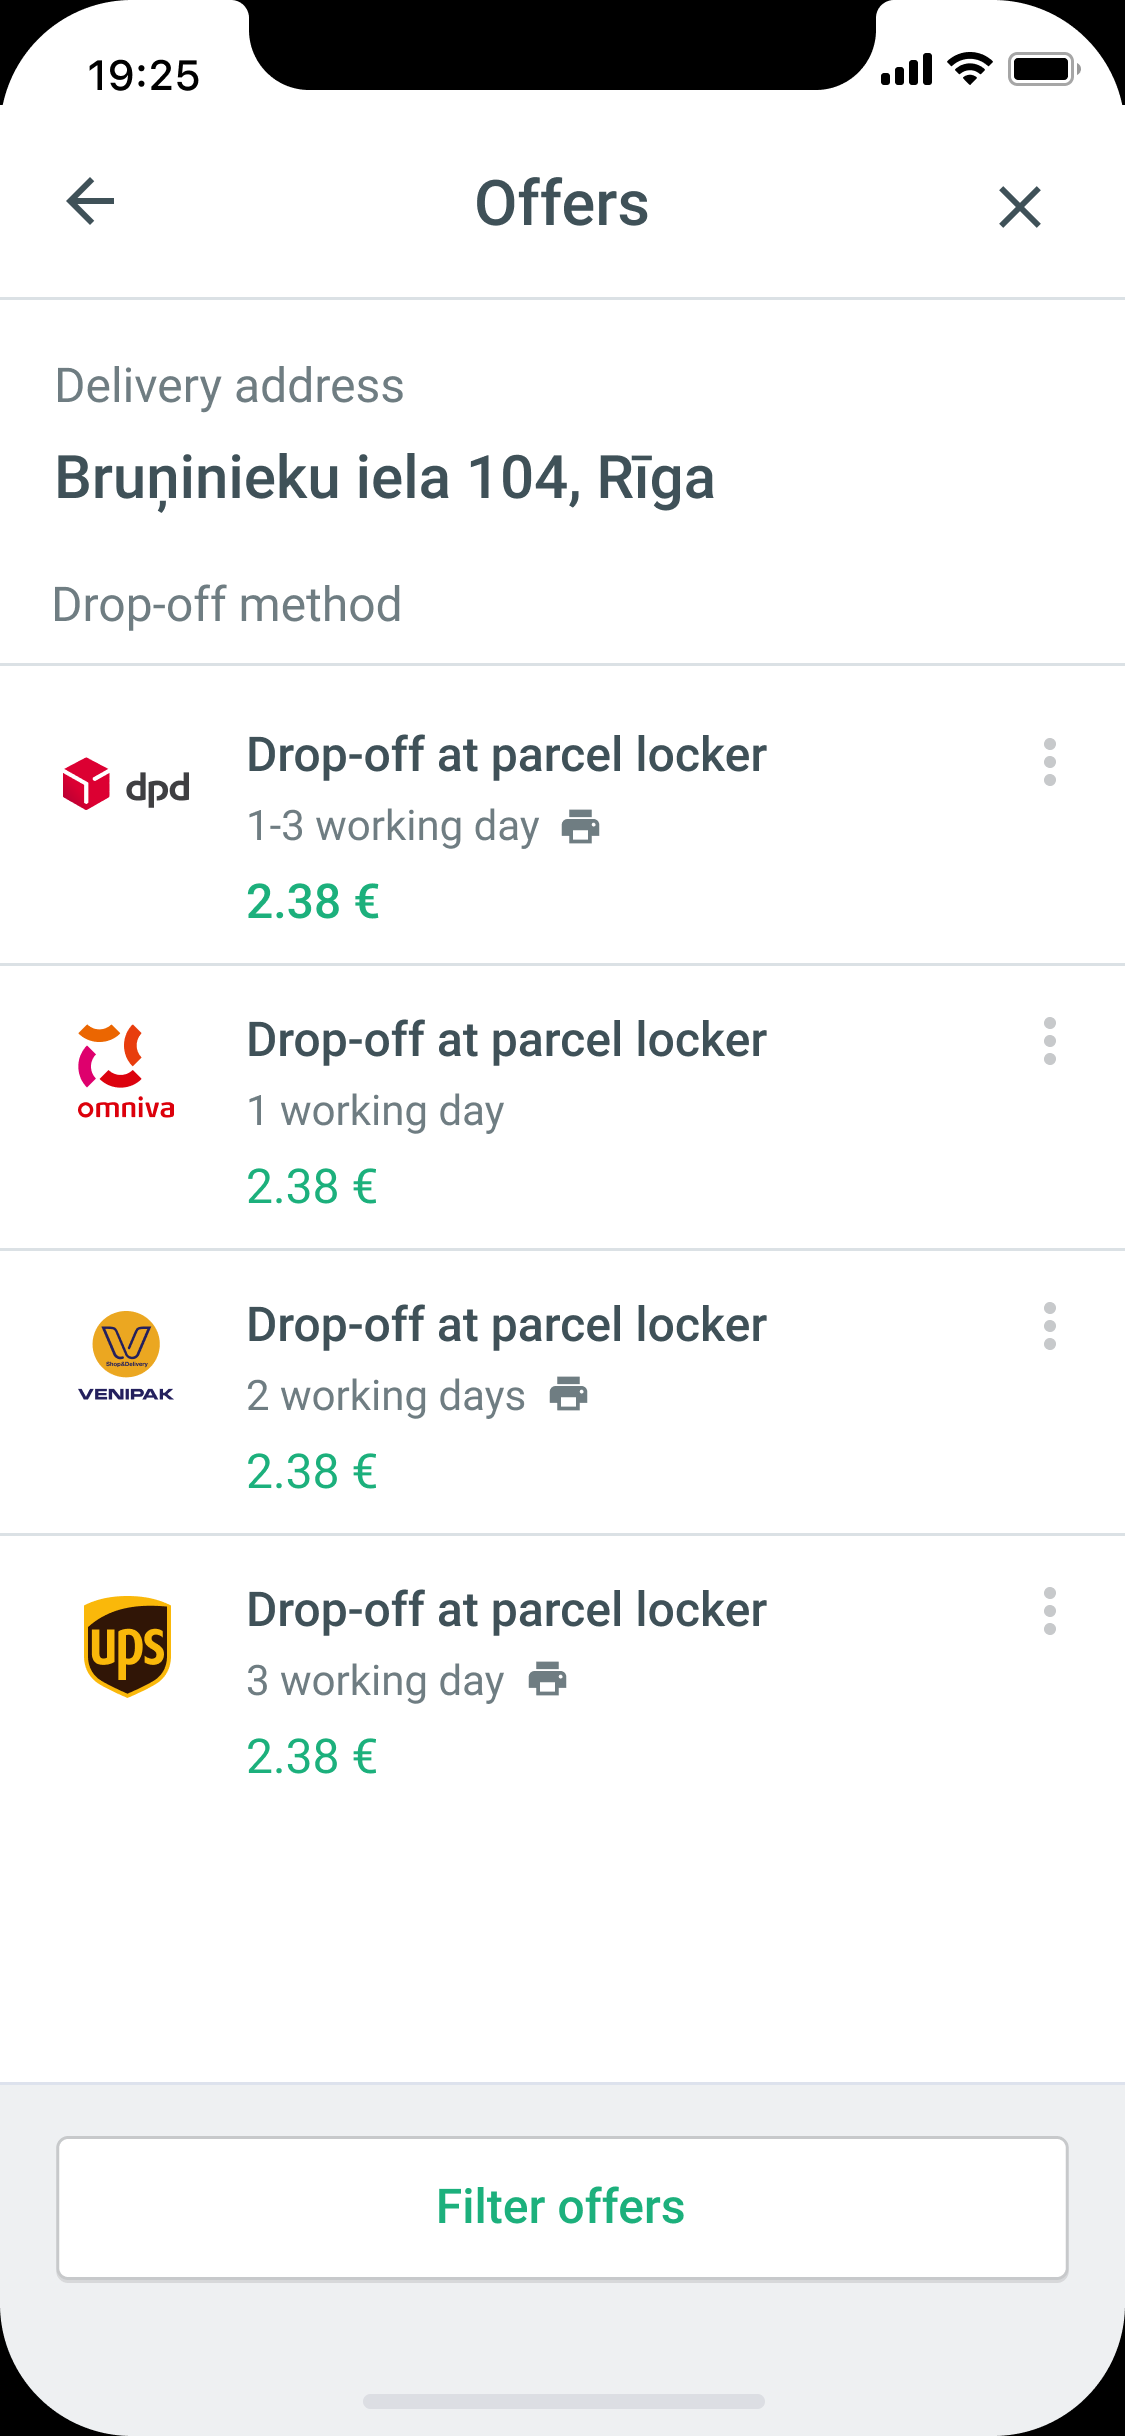 19:25
Offers
Delivery address
Bruņinieku iela 104, Rīga
Drop-off method
dpd
Drop-off at parcel locker
1-3 working day
2.38 €
omniva
Drop-off at parcel locker
1 working day
2.38 €
Shop&Delivery
VENIPAK
Drop-off at parcel locker
2 working days
2.38 €
ups
Drop-off at parcel locker
3 working day
2.38 €
Filter offers